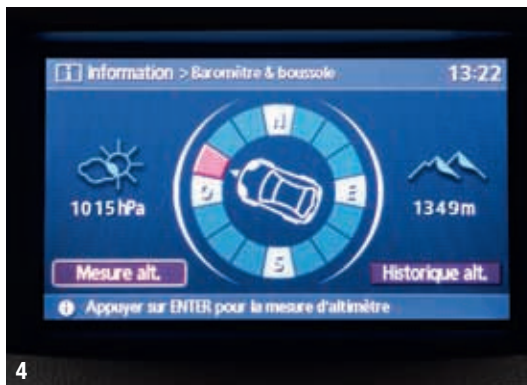 i Information > Baromètre & boussole 13:22
N
O E
S
1015hPa 1349m
Mesure alt. Historique alt.
i Appuyer sur ENTER pour la mesure d'altimètre
4